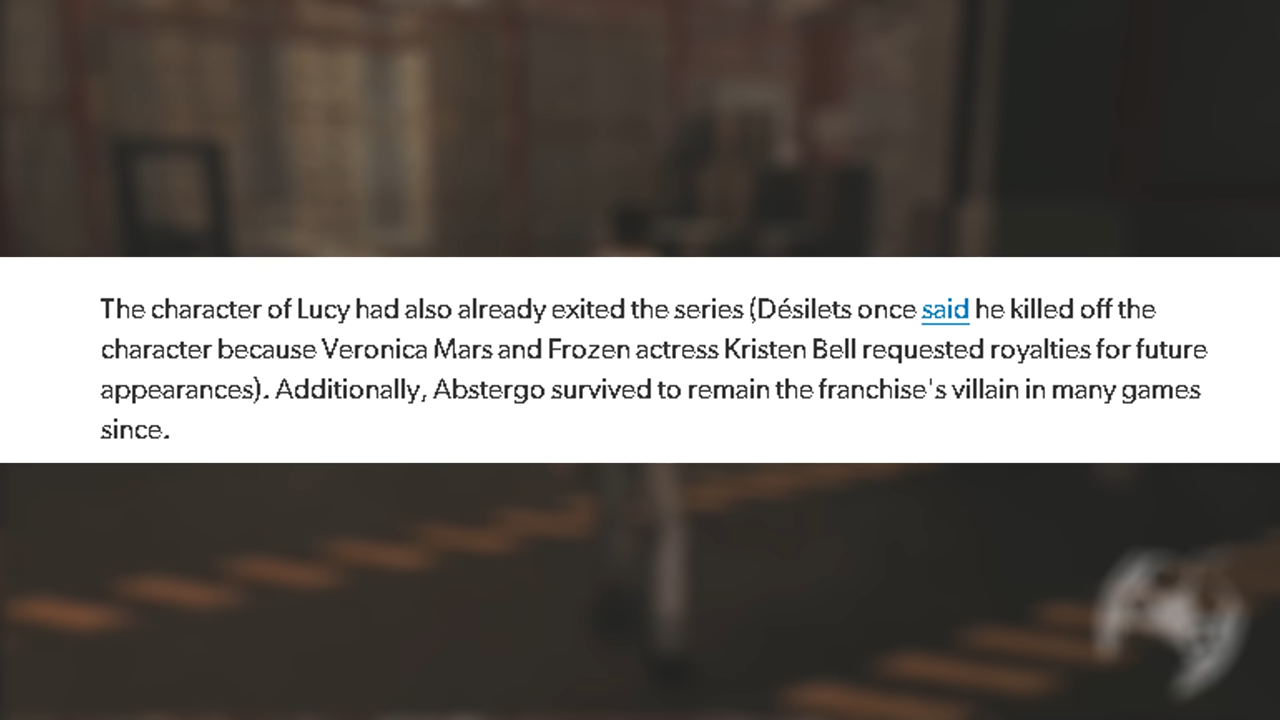 The character of Lucy had also already exited the series (Désilets once said he killed off the
character because Veronica Mars and Frozen actress Kristen Bell requested royalties for future
appearances). Additionally, Abstergo survived to remain the franchise's villain in many games
since.